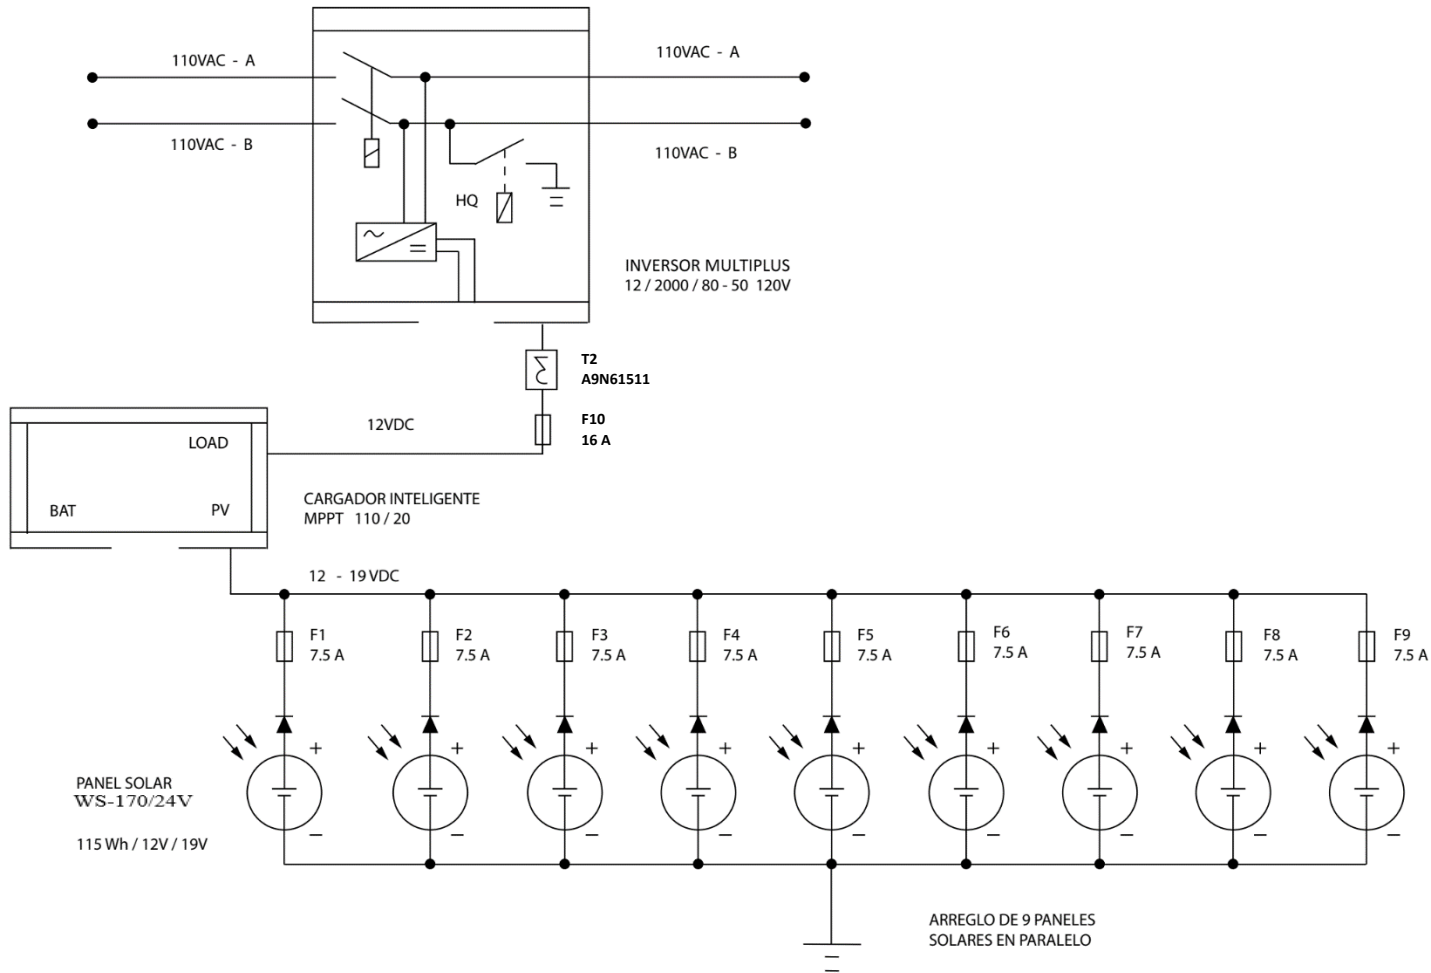 110VAC - A
110VAC - A
110VAC - B
110VAC - B
HQ
INVERSOR MULTIPLUS
12 / 2000 / 80 - 50 120V
T2
A9N61511
F10
16 A
12VDC
LOAD
BAT
PV
CARGADOR INTELIGENTE
MPPT 110 / 20
12 - 19 VDC
F1
7.5 A
F2
7.5 A
F3
7.5 A
F4
7.5 A
F5
7.5 A
F6
7.5 A
F7
7.5 A
F8
7.5 A
F9
7.5 A
+
+
+
+
+
+
+
+
+
PANEL SOLAR
WS-170/24V
115 Wh / 12V / 19V
−
−
−
−
−
−
−
−
−
ARREGLO DE 9 PANELES
SOLARES EN PARALELO